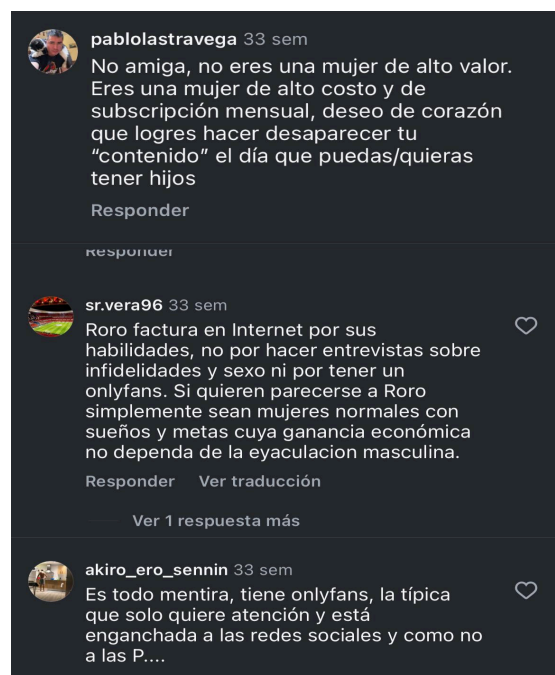 pablolastravega 33 sem
No amiga, no eres una mujer de alto valor.
Eres una mujer de alto costo y de
subscripción mensual, deseo de corazón
que logres hacer desaparecer tu
“contenido” el día que puedas/quieras
tener hijos
Responder
Responder
sr.vera96 33 sem
Roro factura en Internet por sus
habilidades, no por hacer entrevistas sobre
infidelidades y sexo ni por tener un
onlyfans. Si quieren parecerse a Roro
simplemente sean mujeres normales con
sueños y metas cuya ganancia económica
no dependa de la eyaculacion masculina.
Responder Ver traducción
Ver 1 respuesta más
akiro_ero_sennin 33 sem
Es todo mentira, tiene onlyfans, la típica
que solo quiere atención y está
enganchada a las redes sociales y como no
a las P....